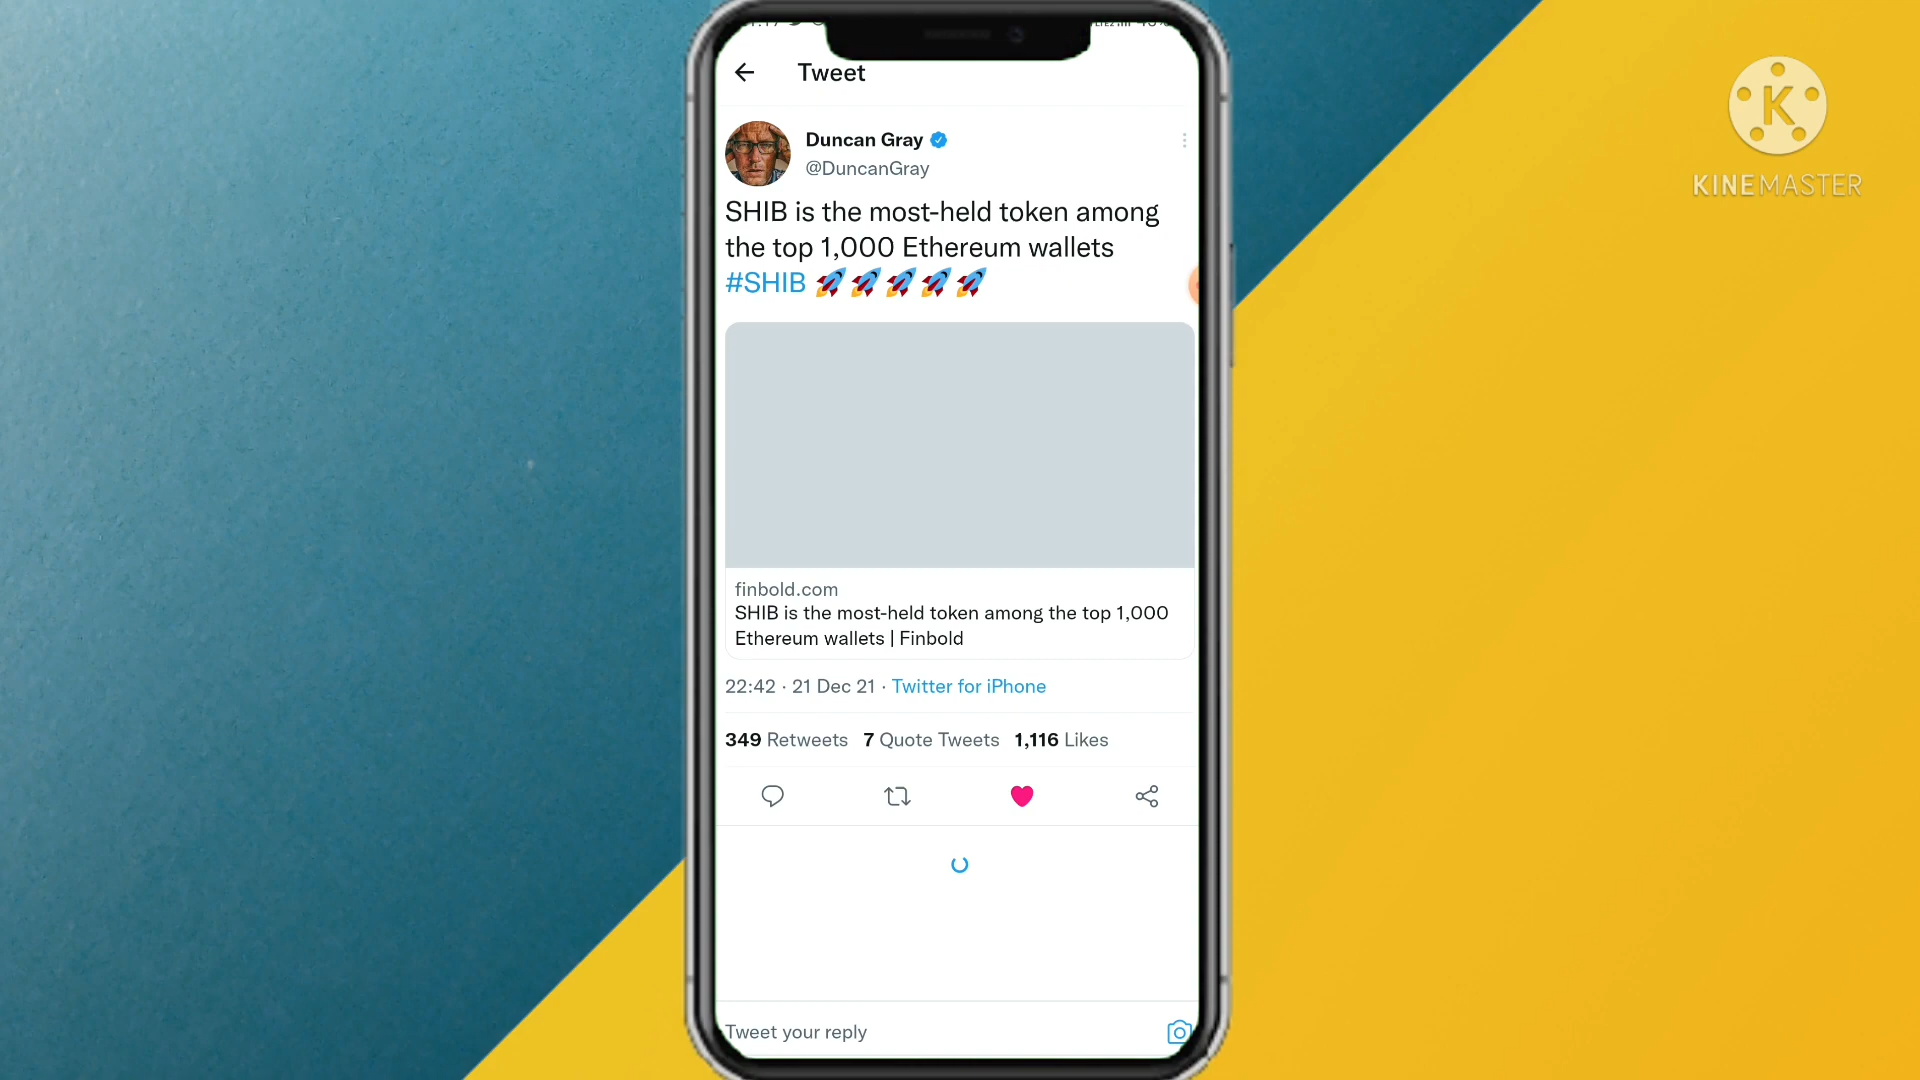 Tweet
Duncan Gray
@DuncanGray
SHIB is the most-held token among
the top 1,000 Ethereum wallets
#SHIB 🚀🚀🚀🚀🚀
finbold.com
SHIB is the most-held token among the top 1,000
Ethereum wallets | Finbold
22:42 · 21 Dec 21 · Twitter for iPhone
349 Retweets 7 Quote Tweets 1,116 Likes
Tweet your reply
K
KINEMASTER